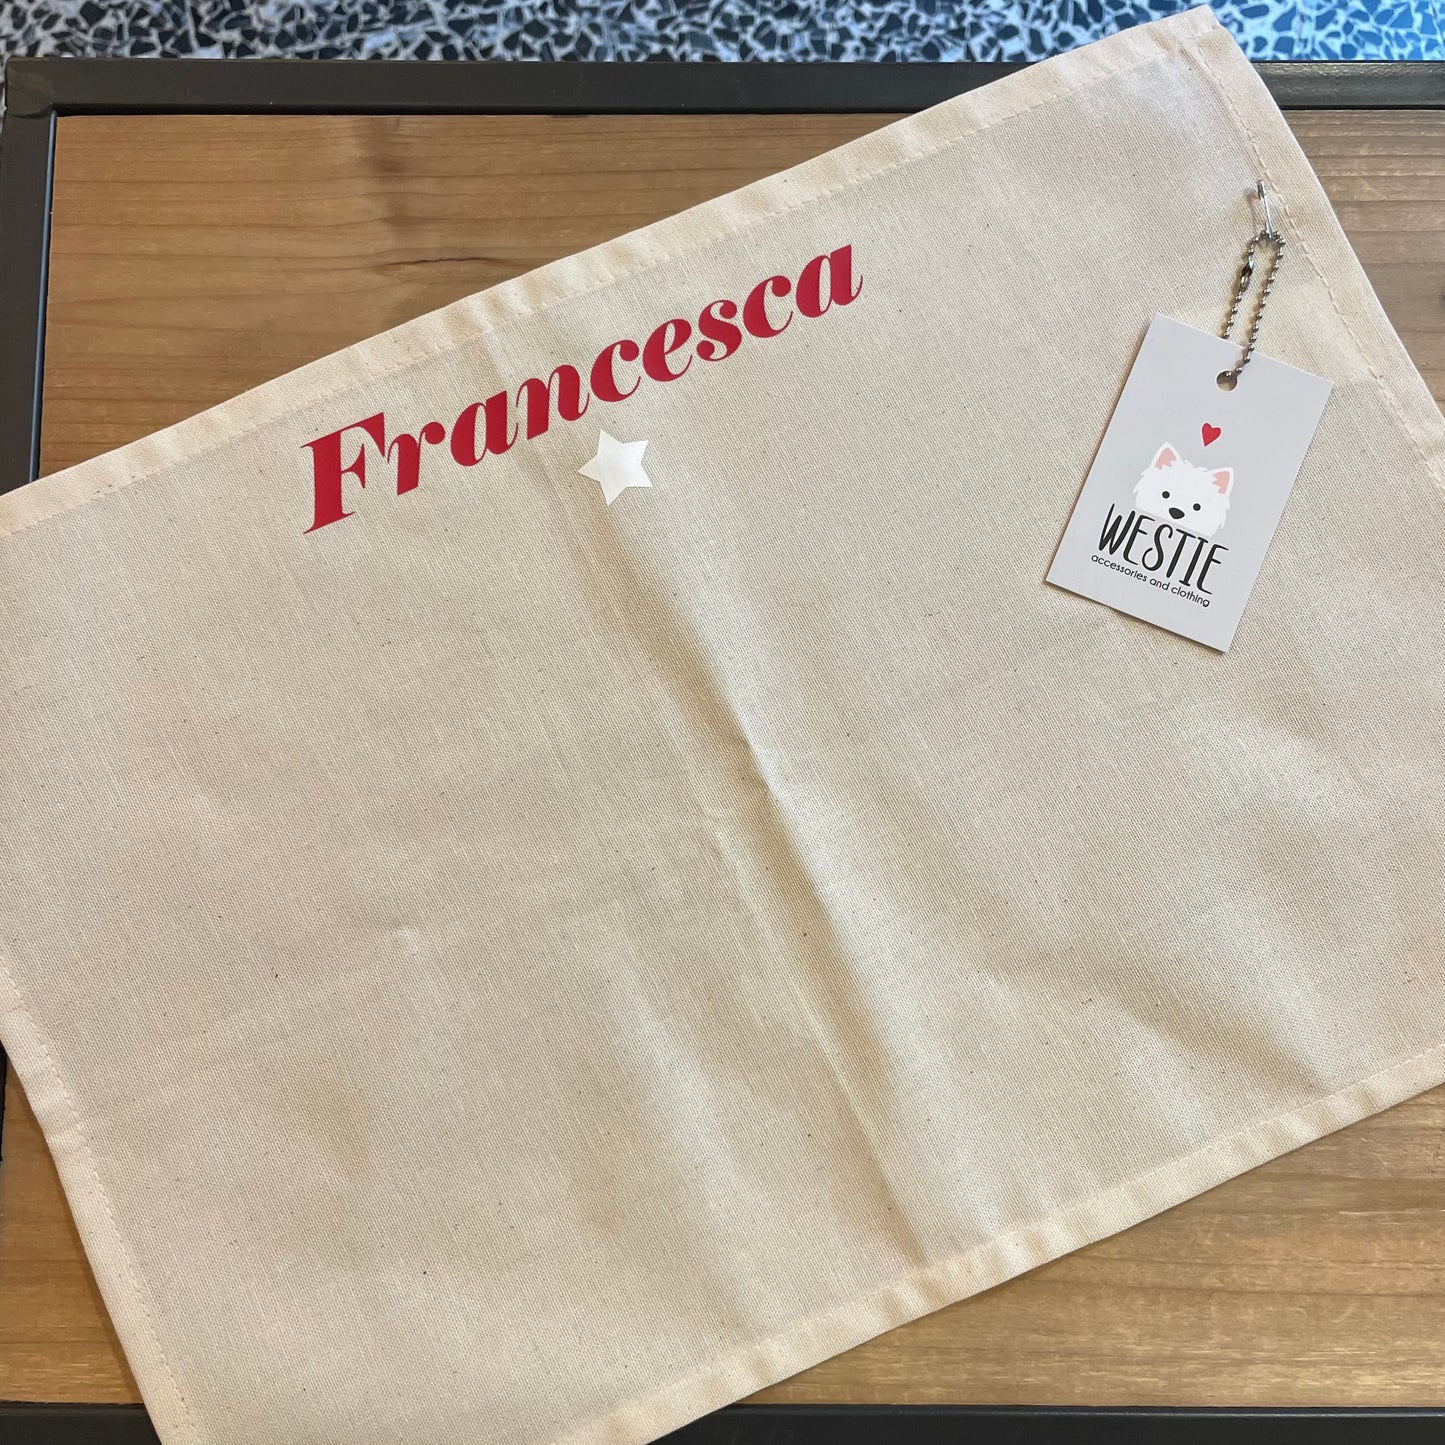 Francesca
WESTIE
accessories and clothing